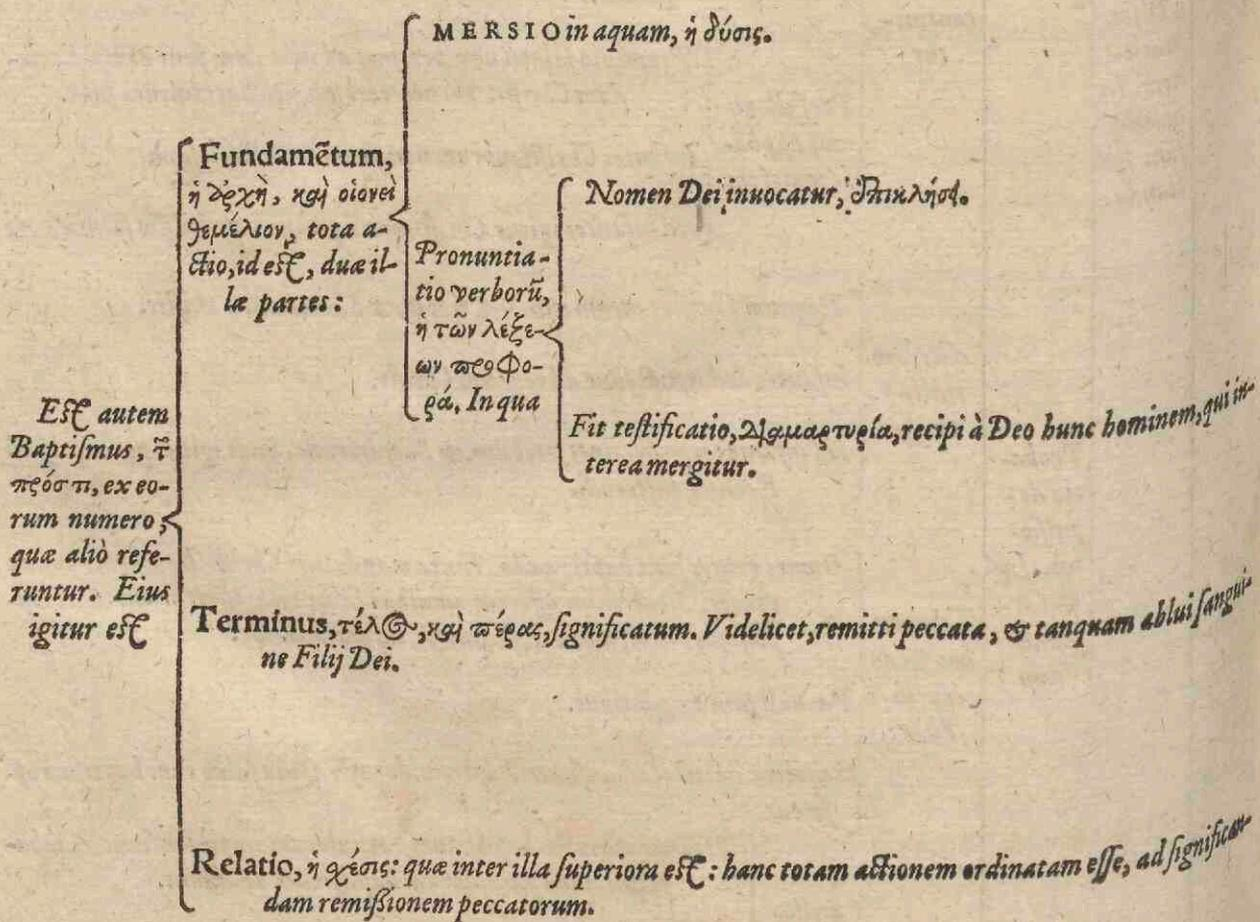 Est autem
Baptiſmus, τῶν
πρός τι, ex eo-
rum numero,
quæ aliò refe-
runtur. Eius
igitur est
Fundamẽtum,
ἡ ἀρχὴ, καὶ οἱονεὶ
θεμέλιον, tota a-
ctio, id est, duæ il-
læ partes:
MERSIO in aquam, ἡ δύσις.
Pronuntia-
tio verborũ,
ἡ τῶν λέξε-
ων προφο-
ρά. In qua
Nomen Dei inuocatur, ἐπικλήσει.
Fit teſtificatio, διαμαρτυρία, recipi à Deo hunc hominem, qui in-
terea mergitur.
Terminus, τέλος, καὶ πέρας, ſignificatum. Videlicet, remitti peccata, & tanquam ablui ſangui-
ne Filij Dei.
Relatio, ἡ σχέσις: quæ inter illa ſuperiora est: hanc totam actionem ordinatam eſſe, ad ſignifican-
dam remiſſionem peccatorum.